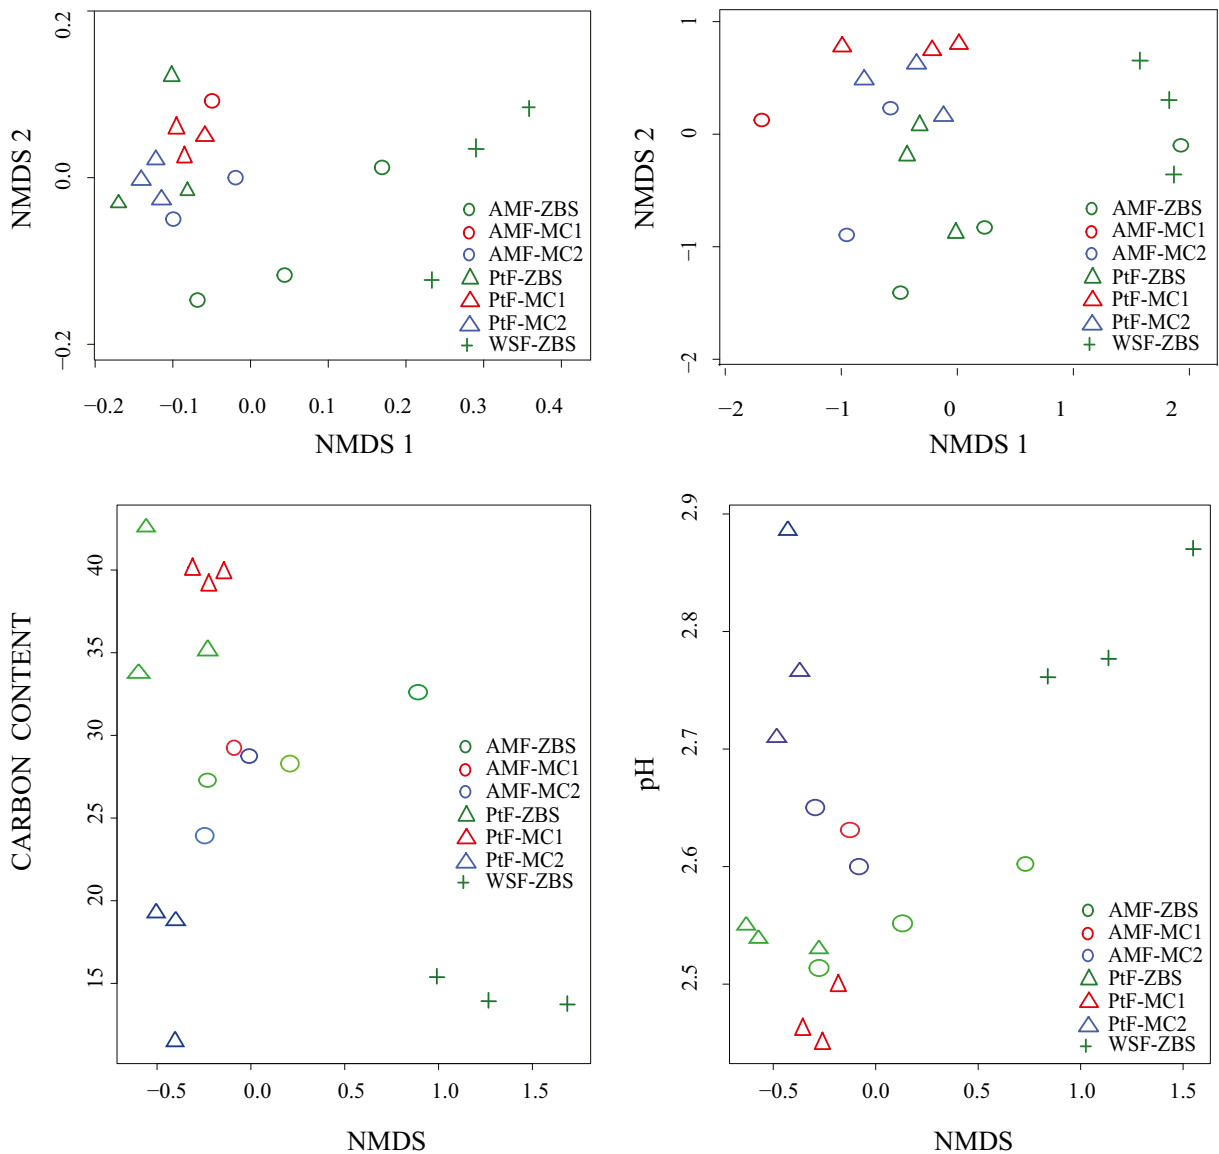 0.2
0.0
−0.2
NMDS 2
AMF-ZBS
AMF-MC1
AMF-MC2
PtF-ZBS
PtF-MC1
PtF-MC2
WSF-ZBS
−0.2 −0.1 0.0 0.1 0.2 0.3 0.4
NMDS 1
1
0
−1
−2
NMDS 2
AMF-ZBS
AMF-MC1
AMF-MC2
PtF-ZBS
PtF-MC1
PtF-MC2
WSF-ZBS
−2 −1 0 1 2
NMDS 1
40
35
30
25
20
15
CARBON CONTENT
AMF-ZBS
AMF-MC1
AMF-MC2
PtF-ZBS
PtF-MC1
PtF-MC2
WSF-ZBS
−0.5 0.0 0.5 1.0 1.5
NMDS
2.9
2.8
2.7
2.6
2.5
pH
AMF-ZBS
AMF-MC1
AMF-MC2
PtF-ZBS
PtF-MC1
PtF-MC2
WSF-ZBS
−0.5 0.0 0.5 1.0 1.5
NMDS